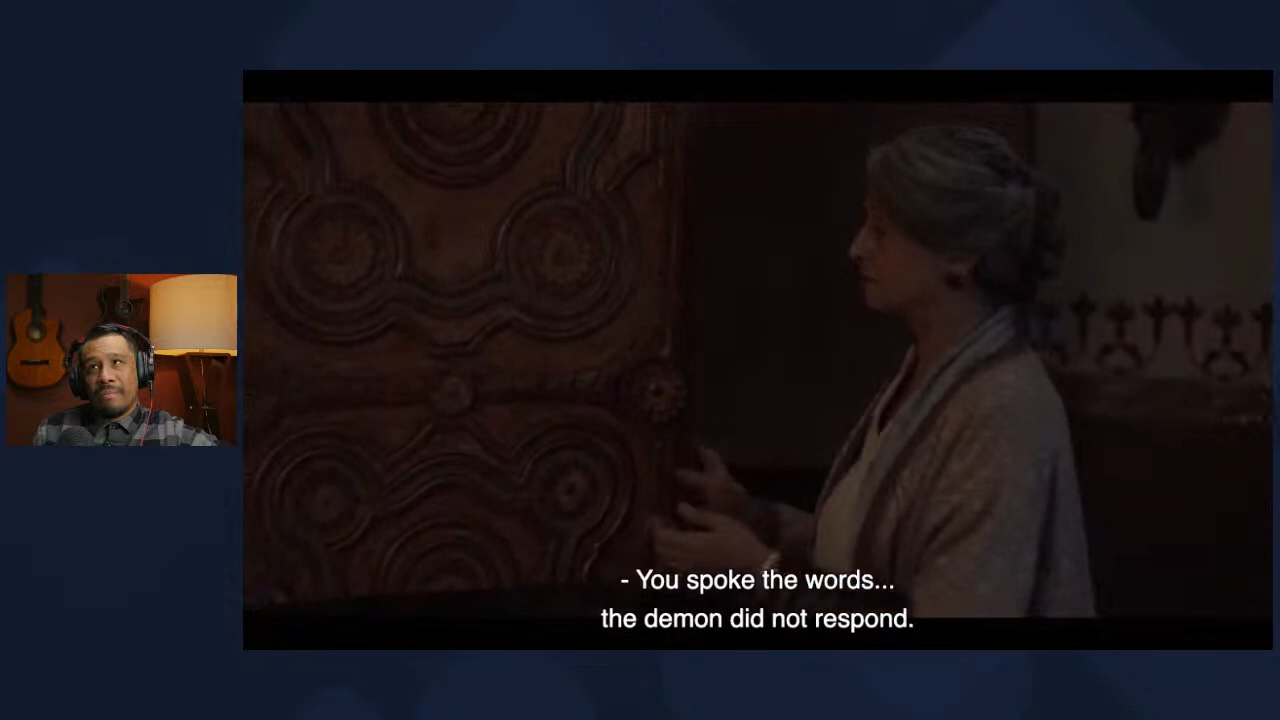 - You spoke the words...
the demon did not respond.